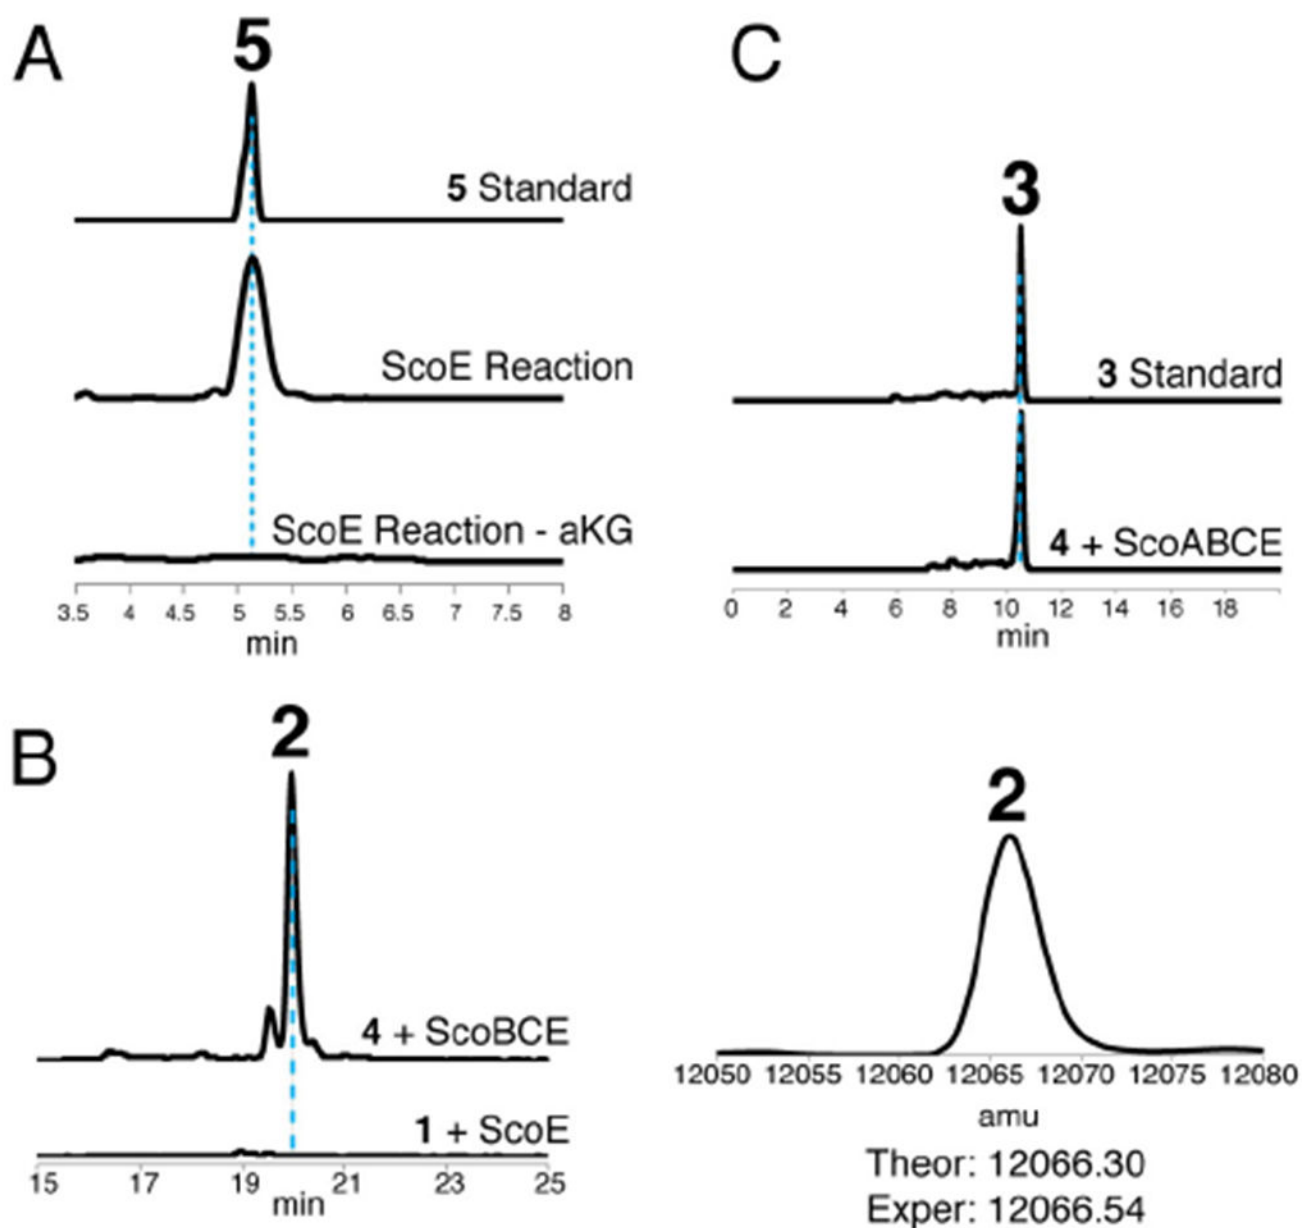 A
5
5 Standard
ScoE Reaction
ScoE Reaction - aKG
3.5 4 4.5 5 5.5 6 6.5 7 7.5 8
min
C
3
3 Standard
4 + ScoABCE
0 2 4 6 8 10 12 14 16 18
min
B
2
4 + ScoBCE
1 + ScoE
15 17 19 21 23 25
min
2
12050 12055 12060 12065 12070 12075 12080
amu
Theor: 12066.30
Exper: 12066.54